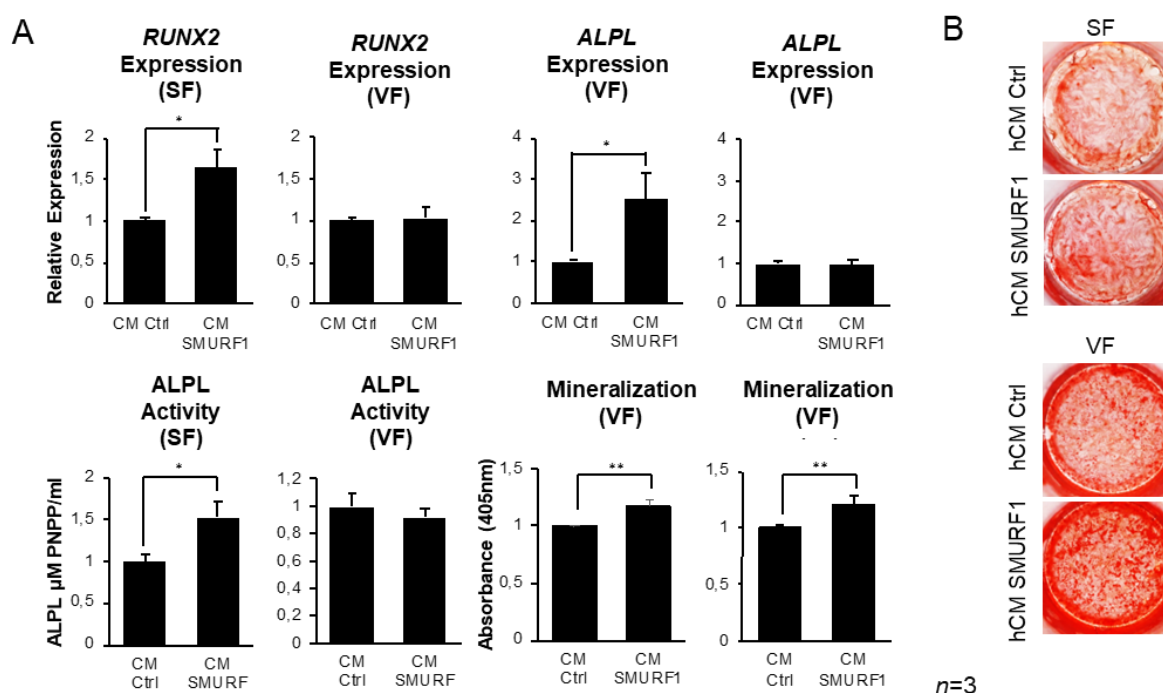 A
RUNX2
Expression
(SF)
RUNX2
Expression
(VF)
ALPL
Expression
(VF)
ALPL
Expression
(VF)
Relative Expression
2
1,5
1
0,5
0
*
CM Ctrl
CM
SMURF1
2
1,5
1
0,5
0
CM Ctrl
CM
SMURF1
4
3
2
1
0
*
CM Ctrl
CM
SMURF1
4
3
2
1
0
CM Ctrl
CM
SMURF1
ALPL
Activity
(SF)
ALPL
Activity
(VF)
Mineralization
(VF)
Mineralization
(VF)
ALPL µM PNPP/ml
2
1,5
1
0,5
0
*
CM
Ctrl
CM
SMURF
1,2
1
0,8
0,6
0,4
0,2
0
CM
Ctrl
CM
SMURF
Absorbance (405nm)
1,5
1
0,5
0
**
CM
Ctrl
CM
SMURF1
1,5
1
0,5
0
**
CM
Ctrl
CM
SMURF1
B
SF
hCM Ctrl
hCM SMURF1
VF
hCM Ctrl
hCM SMURF1
n=3